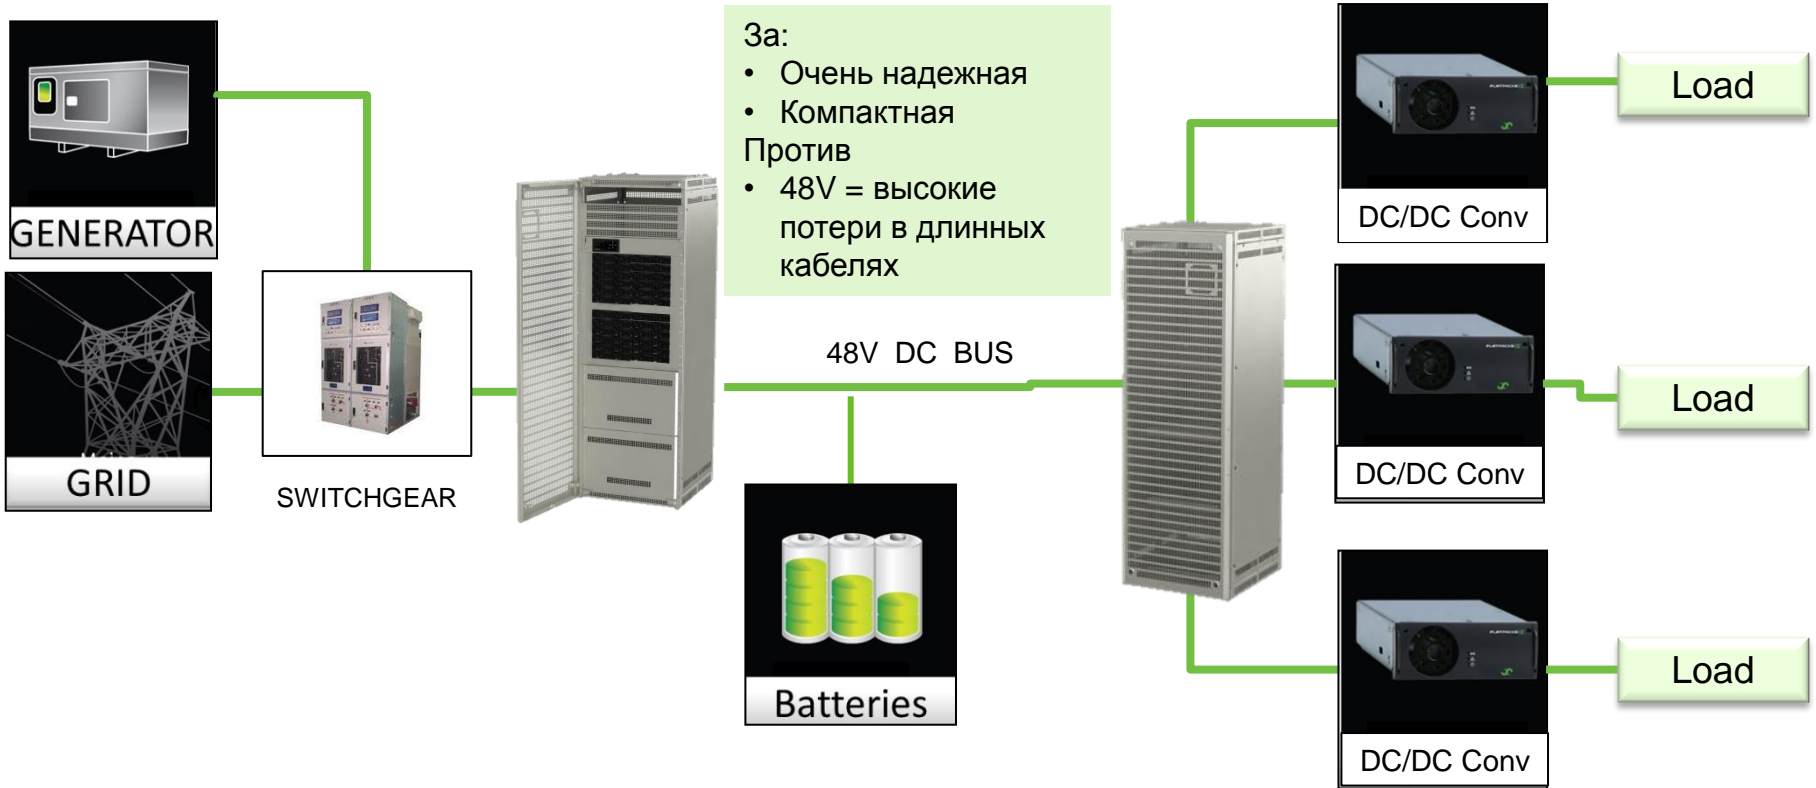 GENERATOR
GRID
SWITCHGEAR
За:
• Очень надежная
• Компактная
Против
• 48V = высокие
потери в длинных
кабелях
48V DC BUS
Batteries
DC/DC Conv
Load
DC/DC Conv
Load
DC/DC Conv
Load